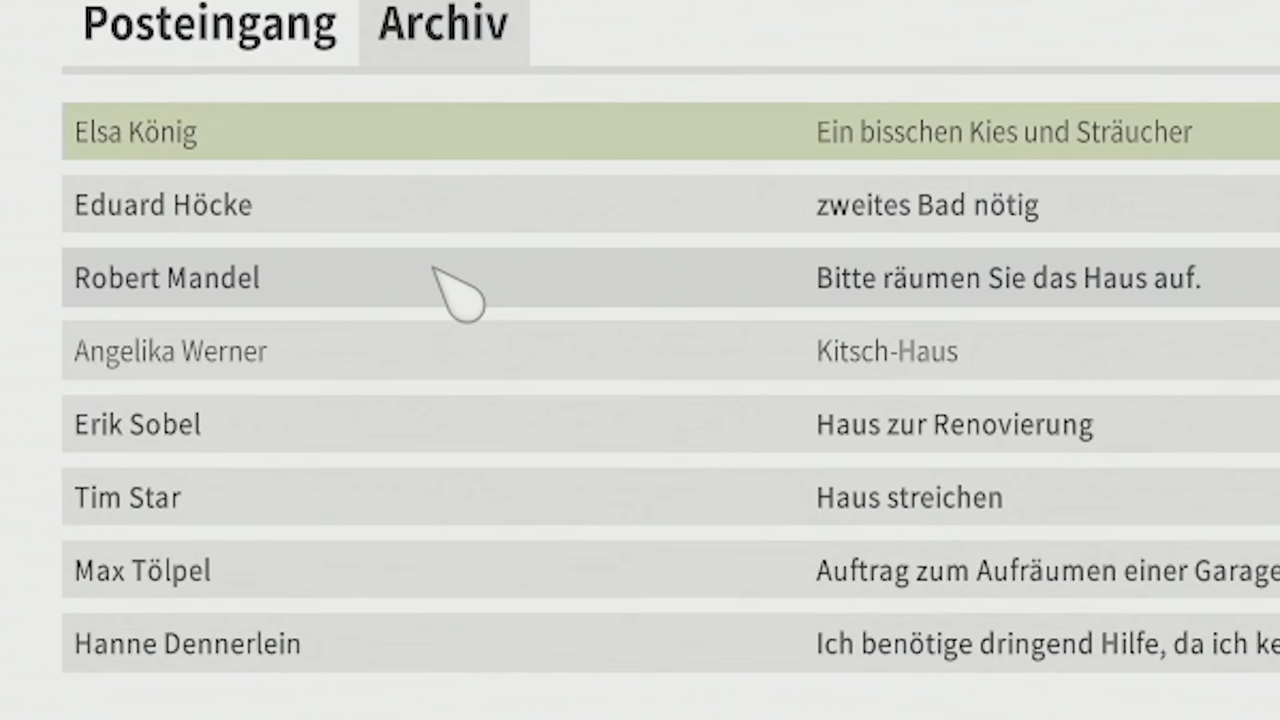 Posteingang Archiv
Elsa König Ein bisschen Kies und Sträucher
Eduard Höcke zweites Bad nötig
Robert Mandel Bitte räumen Sie das Haus auf.
Angelika Werner Kitsch-Haus
Erik Sobel Haus zur Renovierung
Tim Star Haus streichen
Max Tölpel Auftrag zum Aufräumen einer Garage
Hanne Dennerlein Ich benötige dringend Hilfe, da ich ke